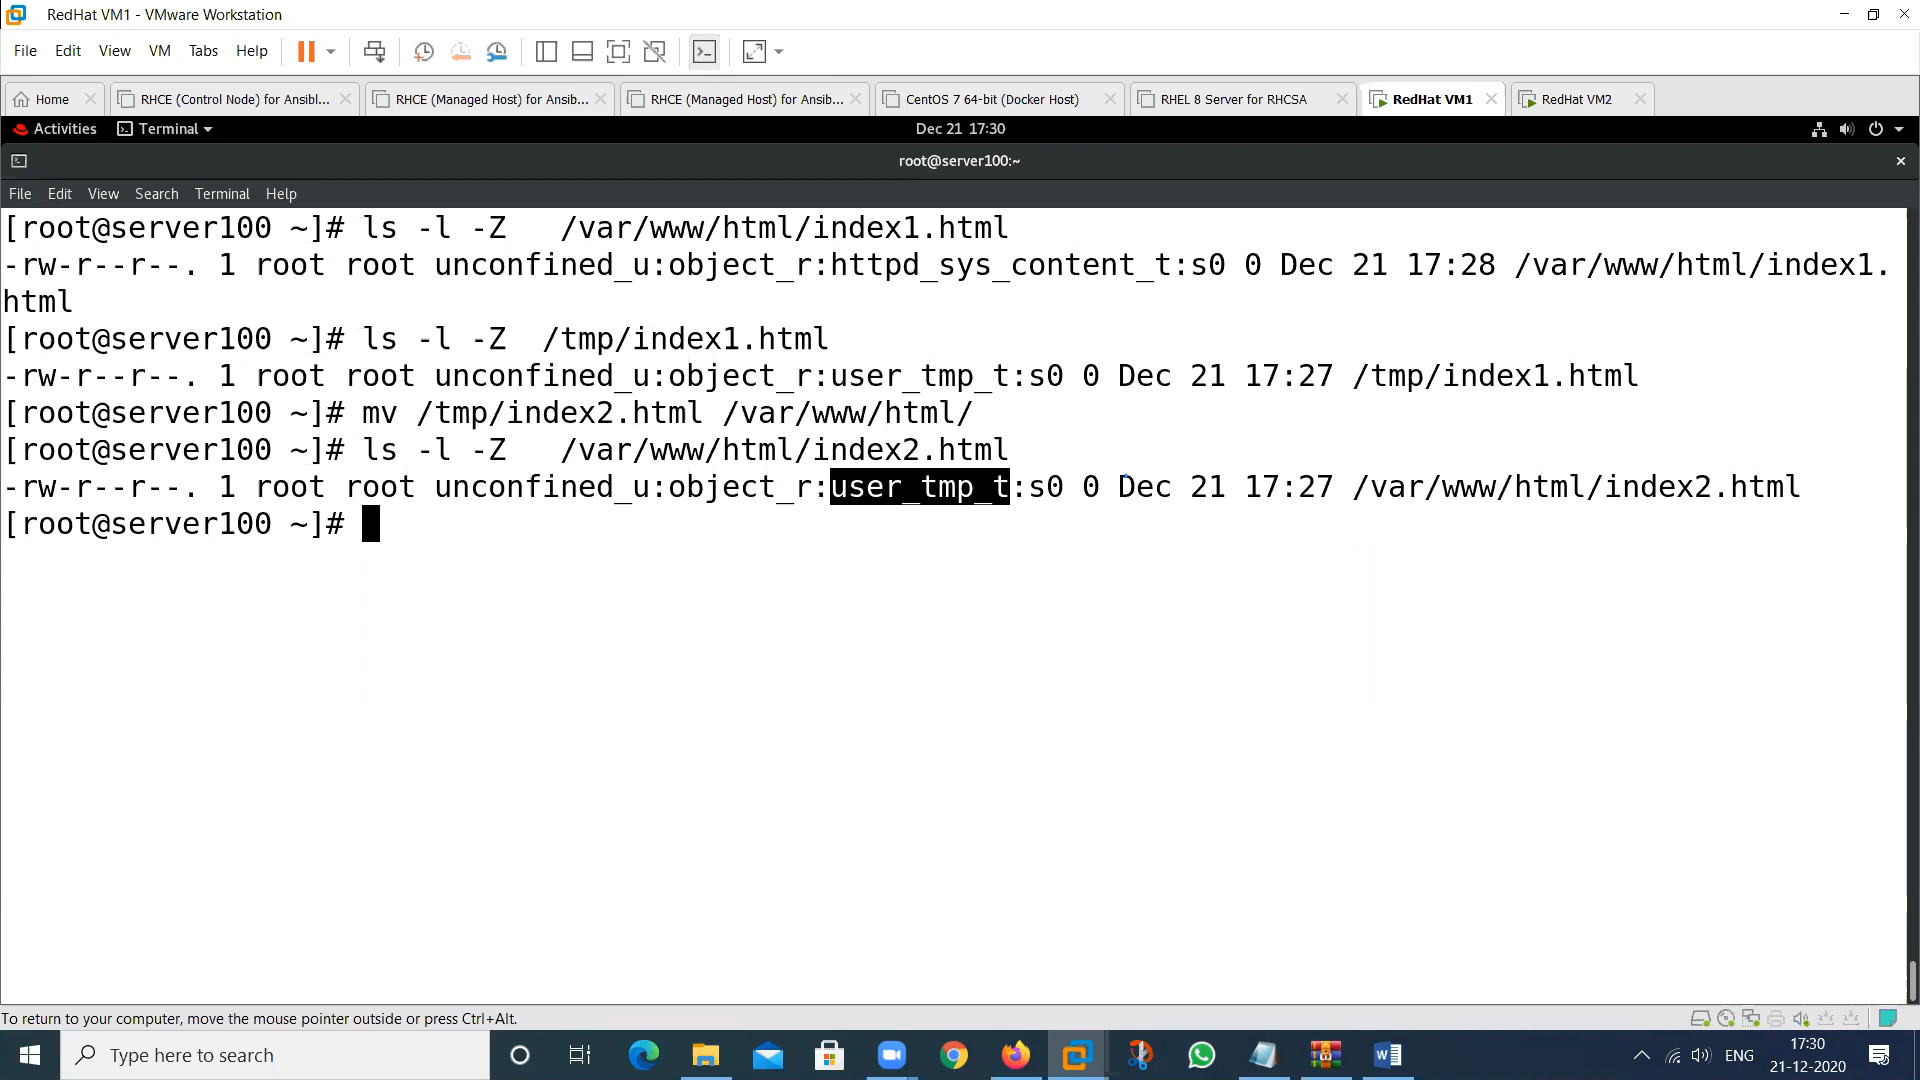 RedHat VM1 - VMware Workstation
File Edit View VM Tabs Help
Home RHCE (Control Node) for Ansibl... RHCE (Managed Host) for Ansib... RHCE (Managed Host) for Ansib... CentOS 7 64-bit (Docker Host) RHEL 8 Server for RHCSA RedHat VM1 RedHat VM2
Activities Terminal Dec 21 17:30
root@server100:~
File Edit View Search Terminal Help
[root@server100 ~]# ls -l -Z   /var/www/html/index1.html
-rw-r--r--. 1 root root unconfined_u:object_r:httpd_sys_content_t:s0 0 Dec 21 17:28 /var/www/html/index1.
html
[root@server100 ~]# ls -l -Z  /tmp/index1.html
-rw-r--r--. 1 root root unconfined_u:object_r:user_tmp_t:s0 0 Dec 21 17:27 /tmp/index1.html
[root@server100 ~]# mv /tmp/index2.html /var/www/html/
[root@server100 ~]# ls -l -Z   /var/www/html/index2.html
-rw-r--r--. 1 root root unconfined_u:object_r:user_tmp_t:s0 0 Dec 21 17:27 /var/www/html/index2.html
[root@server100 ~]#
To return to your computer, move the mouse pointer outside or press Ctrl+Alt.
Type here to search ENG 17:30
21-12-2020